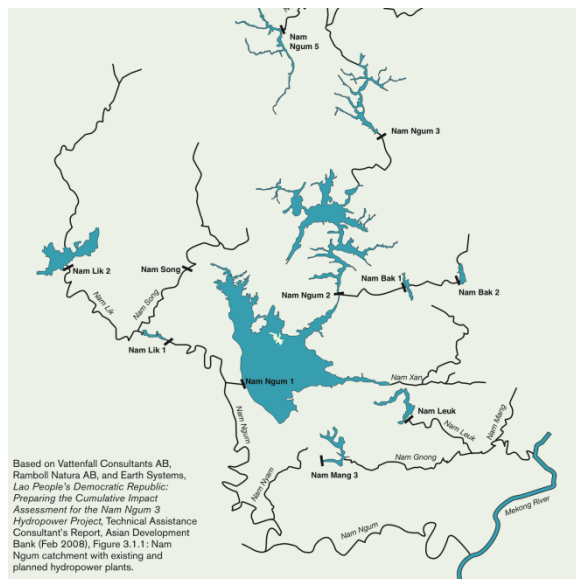 Nam
Ngum 5
Nam Ngum 3
Nam Lik 2
Nam Song
Nam Bak 1
Nam Bak 2
Nam Ngum 2
Nam Lik
Nam Song
Nam Lik 1
Nam Xan
Nam Ngum 1
Nam Leuk
Nam Mang
Nam Leuk
Nam Ngum
Nam Gnong
Nam Mang 3
Nam Nyam
Mekong River
Nam Ngum
Based on Vattenfall Consultants AB,
Ramboll Natura AB, and Earth Systems,
Lao People's Democratic Republic:
Preparing the Cumulative Impact
Assessment for the Nam Ngum 3
Hydropower Project, Technical Assistance
Consultant's Report, Asian Development
Bank (Feb 2008), Figure 3.1.1: Nam
Ngum catchment with existing and
planned hydropower plants.